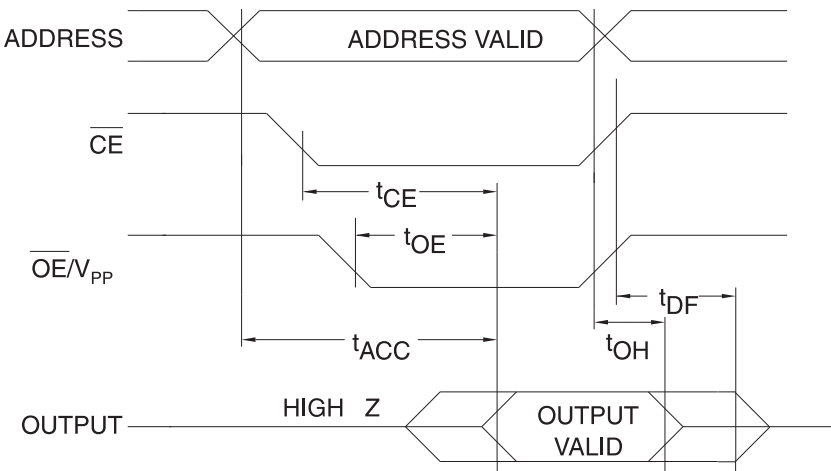 ADDRESS
ADDRESS VALID
CE
tCE
tOE
OE/VPP
tDF
tACC
tOH
HIGH Z
OUTPUT
OUTPUT
VALID